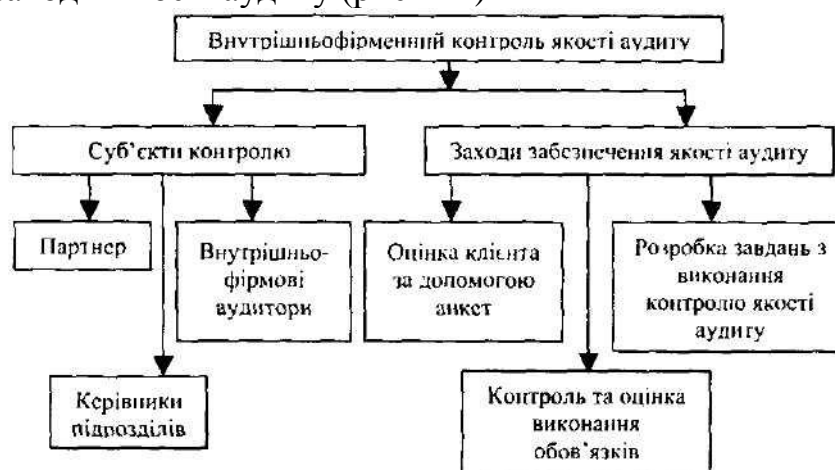 аудиту
Внутрішньофірменний контроль якості аудиту
Суб’єкти контролю
Заходи забезпечення якості аудиту
Партнер
Внутрішньо-
фірмові
аудитори
Оцінка клієнта
за допомогою
анкет
Розробка завдань з
виконання
контролю якості
аудиту
Керівники
підрозділів
Контроль та оцінка
виконання
обов’язків